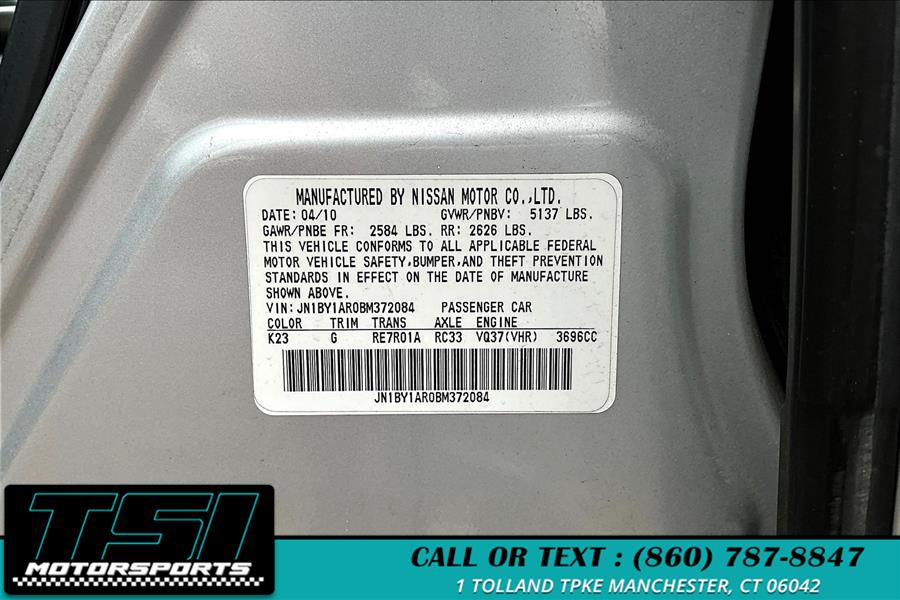 MANUFACTURED BY NISSAN MOTOR CO.,LTD.
DATE: 04/10 GVWR/PNBV: 5137 LBS.
GAWR/PNBE FR: 2584 LBS. RR: 2626 LBS.
THIS VEHICLE CONFORMS TO ALL APPLICABLE FEDERAL
MOTOR VEHICLE SAFETY,BUMPER,AND THEFT PREVENTION
STANDARDS IN EFFECT ON THE DATE OF MANUFACTURE
SHOWN ABOVE.
VIN: JN1BY1AR0BM372084 PASSENGER CAR
COLOR TRIM TRANS AXLE ENGINE
K23 G RE7R01A RC33 VQ37(VHR) 3696CC
JN1BY1AR0BM372084
TSI
MOTORSPORTS
CALL OR TEXT : (860) 787-8847
1 TOLLAND TPKE MANCHESTER, CT 06042